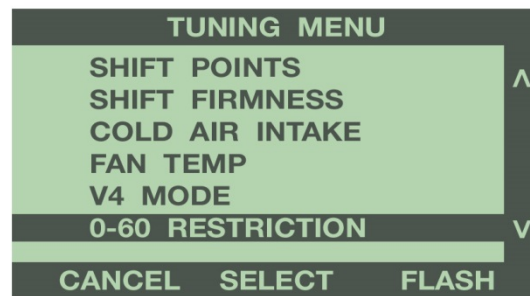 TUNING MENU
SHIFT POINTS
SHIFT FIRMNESS
COLD AIR INTAKE
FAN TEMP
V4 MODE
0-60 RESTRICTION
CANCEL SELECT FLASH